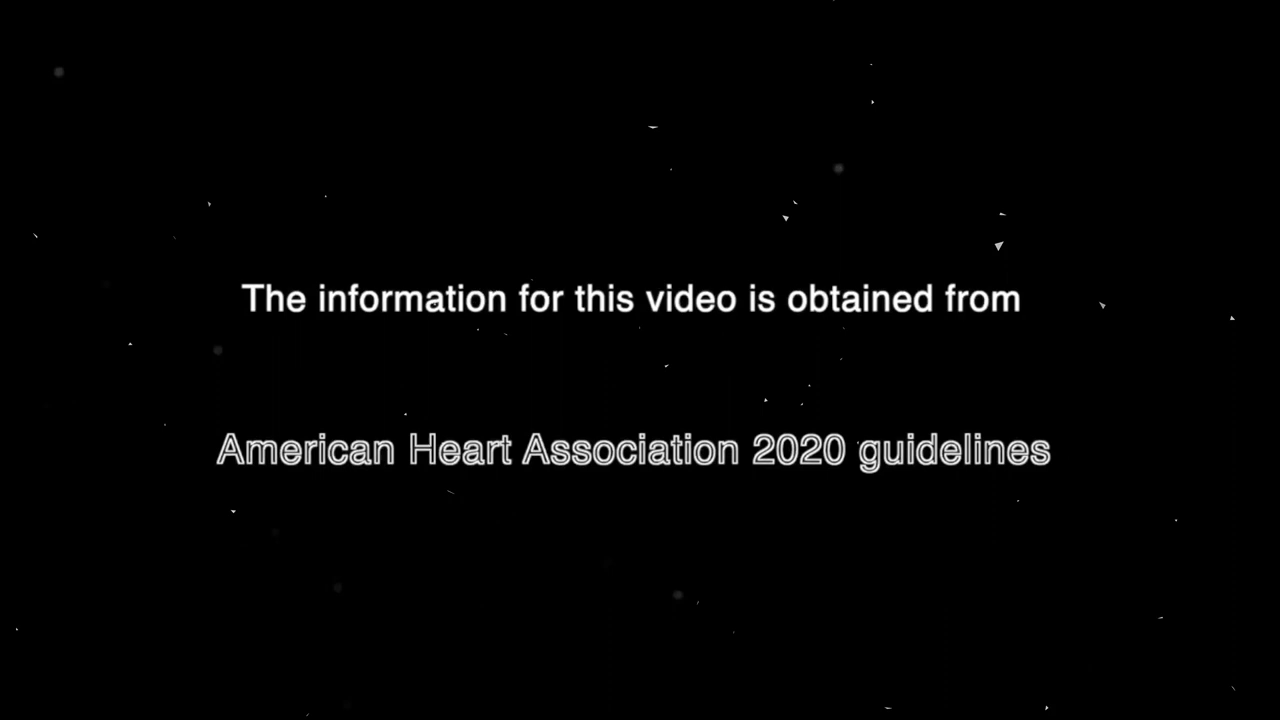 The information for this video is obtained from
American Heart Association 2020 guidelines